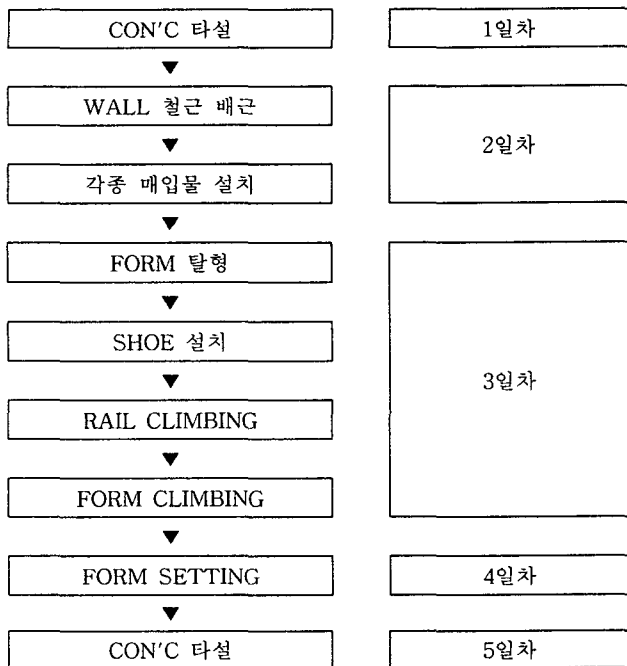 CON'C 타설
1일차
WALL 철근 배근
2일차
각종 매입물 설치
FORM 탈형
SHOE 설치
3일차
RAIL CLIMBING
FORM CLIMBING
FORM SETTING
4일차
CON'C 타설
5일차